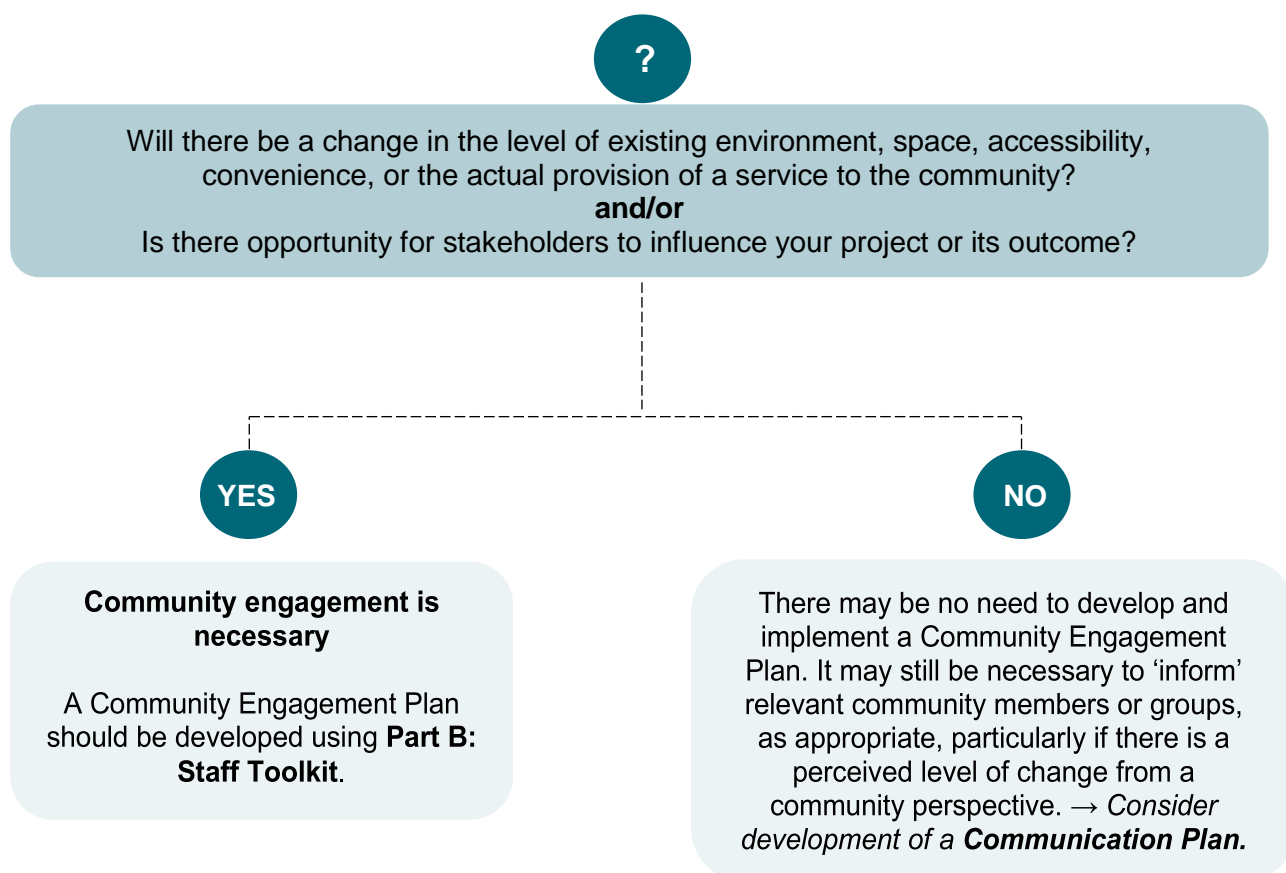 ?
Will there be a change in the level of existing environment, space, accessibility,
convenience, or the actual provision of a service to the community?
and/or
Is there opportunity for stakeholders to influence your project or its outcome?
YES
NO
Community engagement is
necessary
A Community Engagement Plan
should be developed using Part B:
Staff Toolkit.
There may be no need to develop and
implement a Community Engagement
Plan. It may still be necessary to ‘inform’
relevant community members or groups,
as appropriate, particularly if there is a
perceived level of change from a
community perspective. → Consider
development of a Communication Plan.